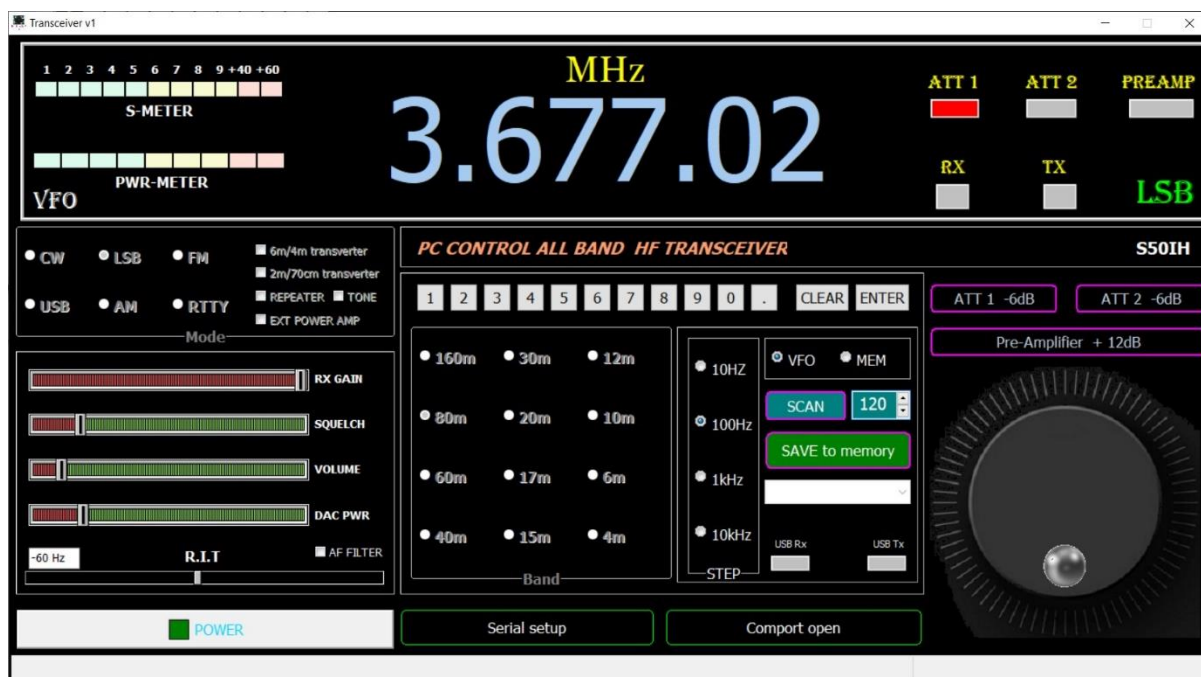 Transceiver v1
1 2 3 4 5 6 7 8 9 +40 +60
S-METER
PWR-METER
VFO
MHz
3.677.02
ATT 1 ATT 2 PREAMP
RX TX
LSB
CW LSB FM
USB AM RTTY
6m/4m transverter
2m/70cm transverter
REPEATER TONE
EXT POWER AMP
Mode
PC CONTROL ALL BAND HF TRANSCEIVER
S50IH
1 2 3 4 5 6 7 8 9 0 . CLEAR ENTER
ATT 1 -6dB ATT 2 -6dB
Pre-Amplifier + 12dB
RX GAIN
SQUELCH
VOLUME
DAC PWR
-60 Hz R.I.T AF FILTER
160m 30m 12m
80m 20m 10m
60m 17m 6m
40m 15m 4m
Band
10HZ
100Hz
1kHz
10kHz
STEP
VFO MEM
SCAN 120
SAVE to memory
USB Rx USB Tx
POWER
Serial setup
Comport open